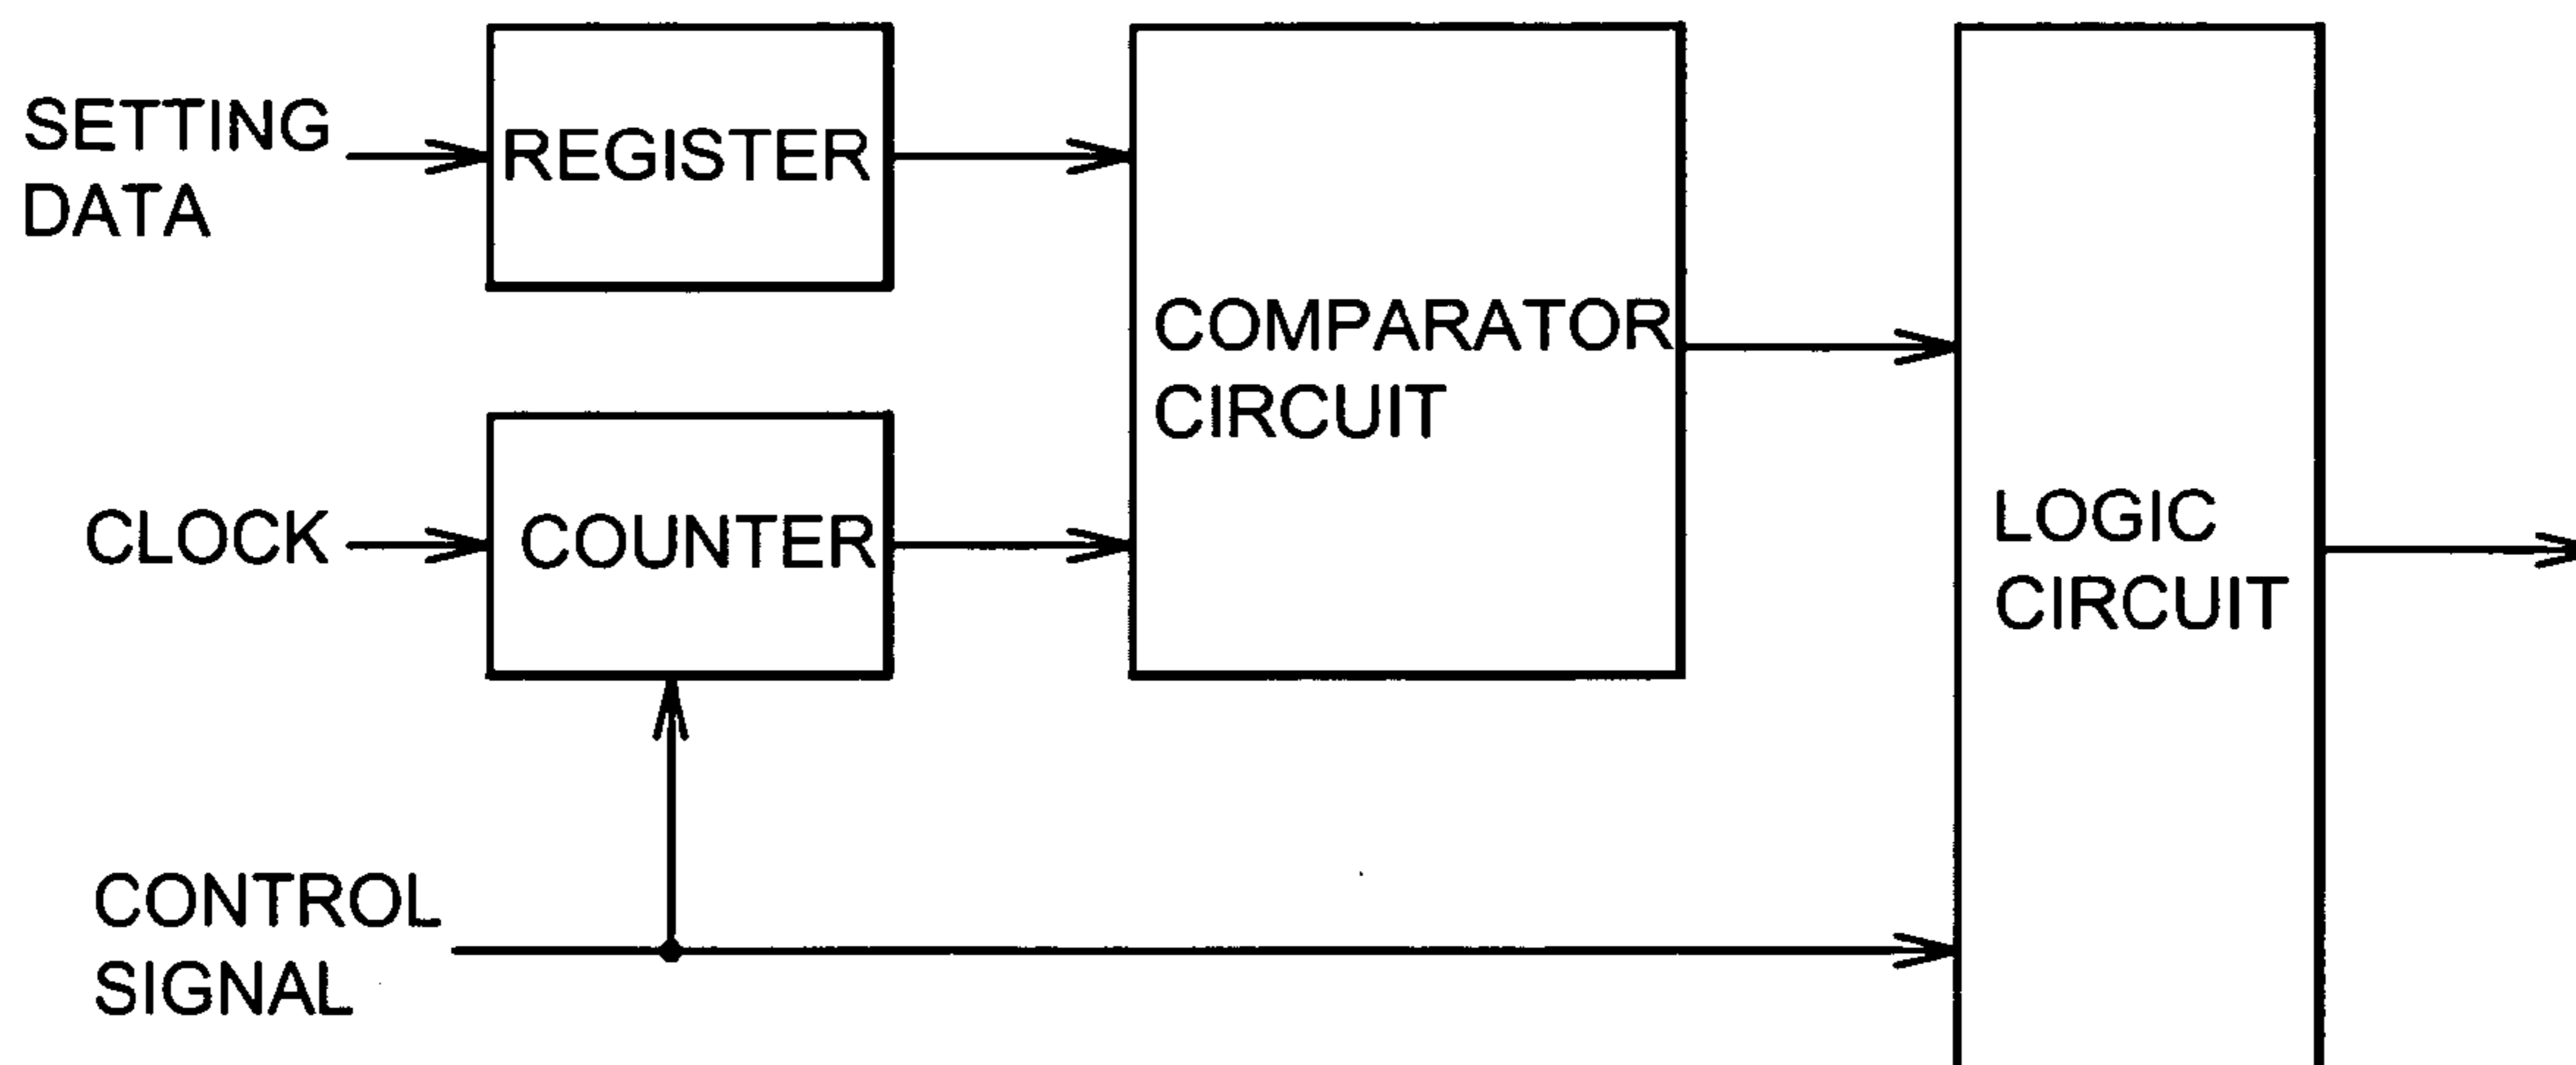 SETTING
DATA
REGISTER
COMPARATOR
CIRCUIT
CLOCK
COUNTER
LOGIC
CIRCUIT
CONTROL
SIGNAL